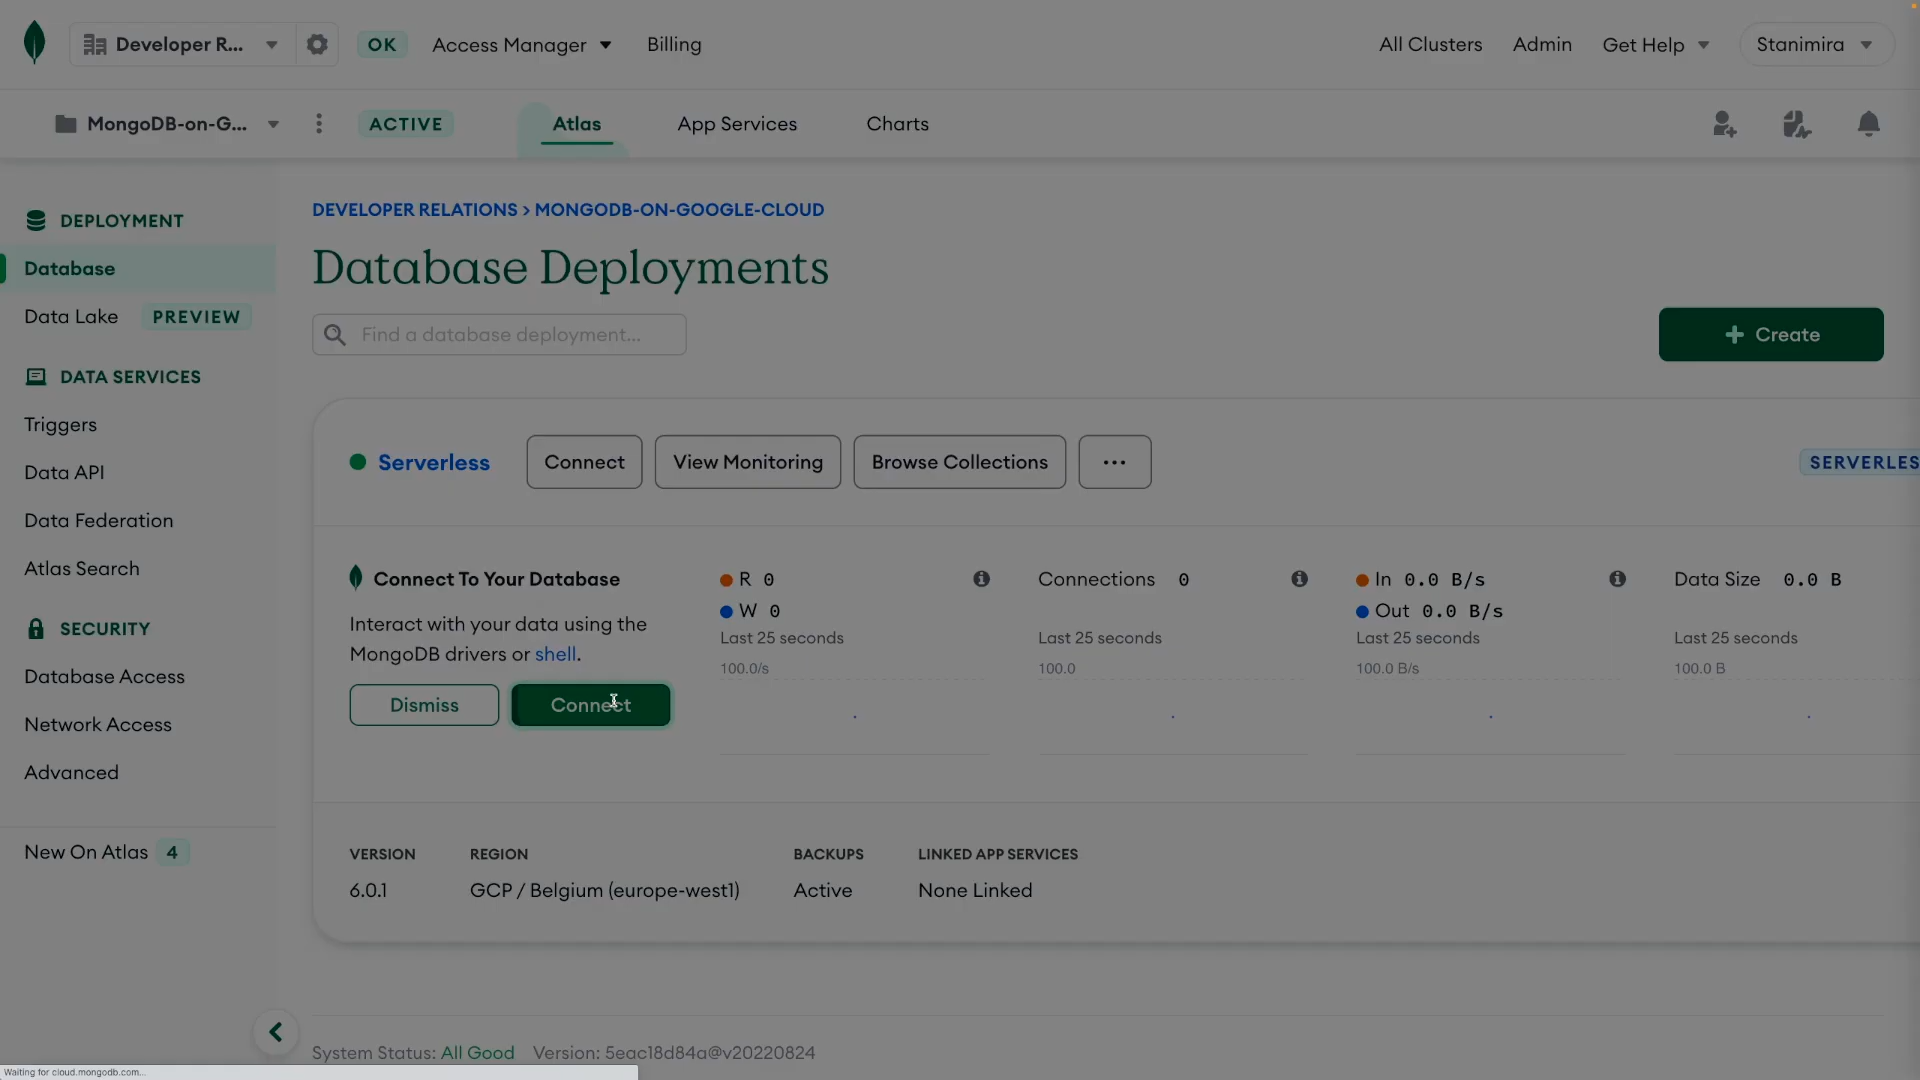 Developer R...
OK
Access Manager
Billing
All Clusters
Admin
Get Help
Stanimira
MongoDB-on-G...
ACTIVE
Atlas
App Services
Charts
DEPLOYMENT
Database
Data Lake PREVIEW
DATA SERVICES
Triggers
Data API
Data Federation
Atlas Search
SECURITY
Database Access
Network Access
Advanced
New On Atlas 4
DEVELOPER RELATIONS > MONGODB-ON-GOOGLE-CLOUD
Database Deployments
Find a database deployment...
+ Create
Serverless
Connect
View Monitoring
Browse Collections
...
SERVERLES
Connect To Your Database
Interact with your data using the
MongoDB drivers or shell.
Dismiss
Connect
R 0
W 0
Last 25 seconds
100.0/s
Connections 0
Last 25 seconds
100.0
In 0.0 B/s
Out 0.0 B/s
Last 25 seconds
100.0 B/s
Data Size 0.0 B
Last 25 seconds
100.0 B
VERSION
6.0.1
REGION
GCP / Belgium (europe-west1)
BACKUPS
Active
LINKED APP SERVICES
None Linked
System Status: All Good Version: 5eac18d84a@v20220824
Waiting for cloud.mongodb.com...